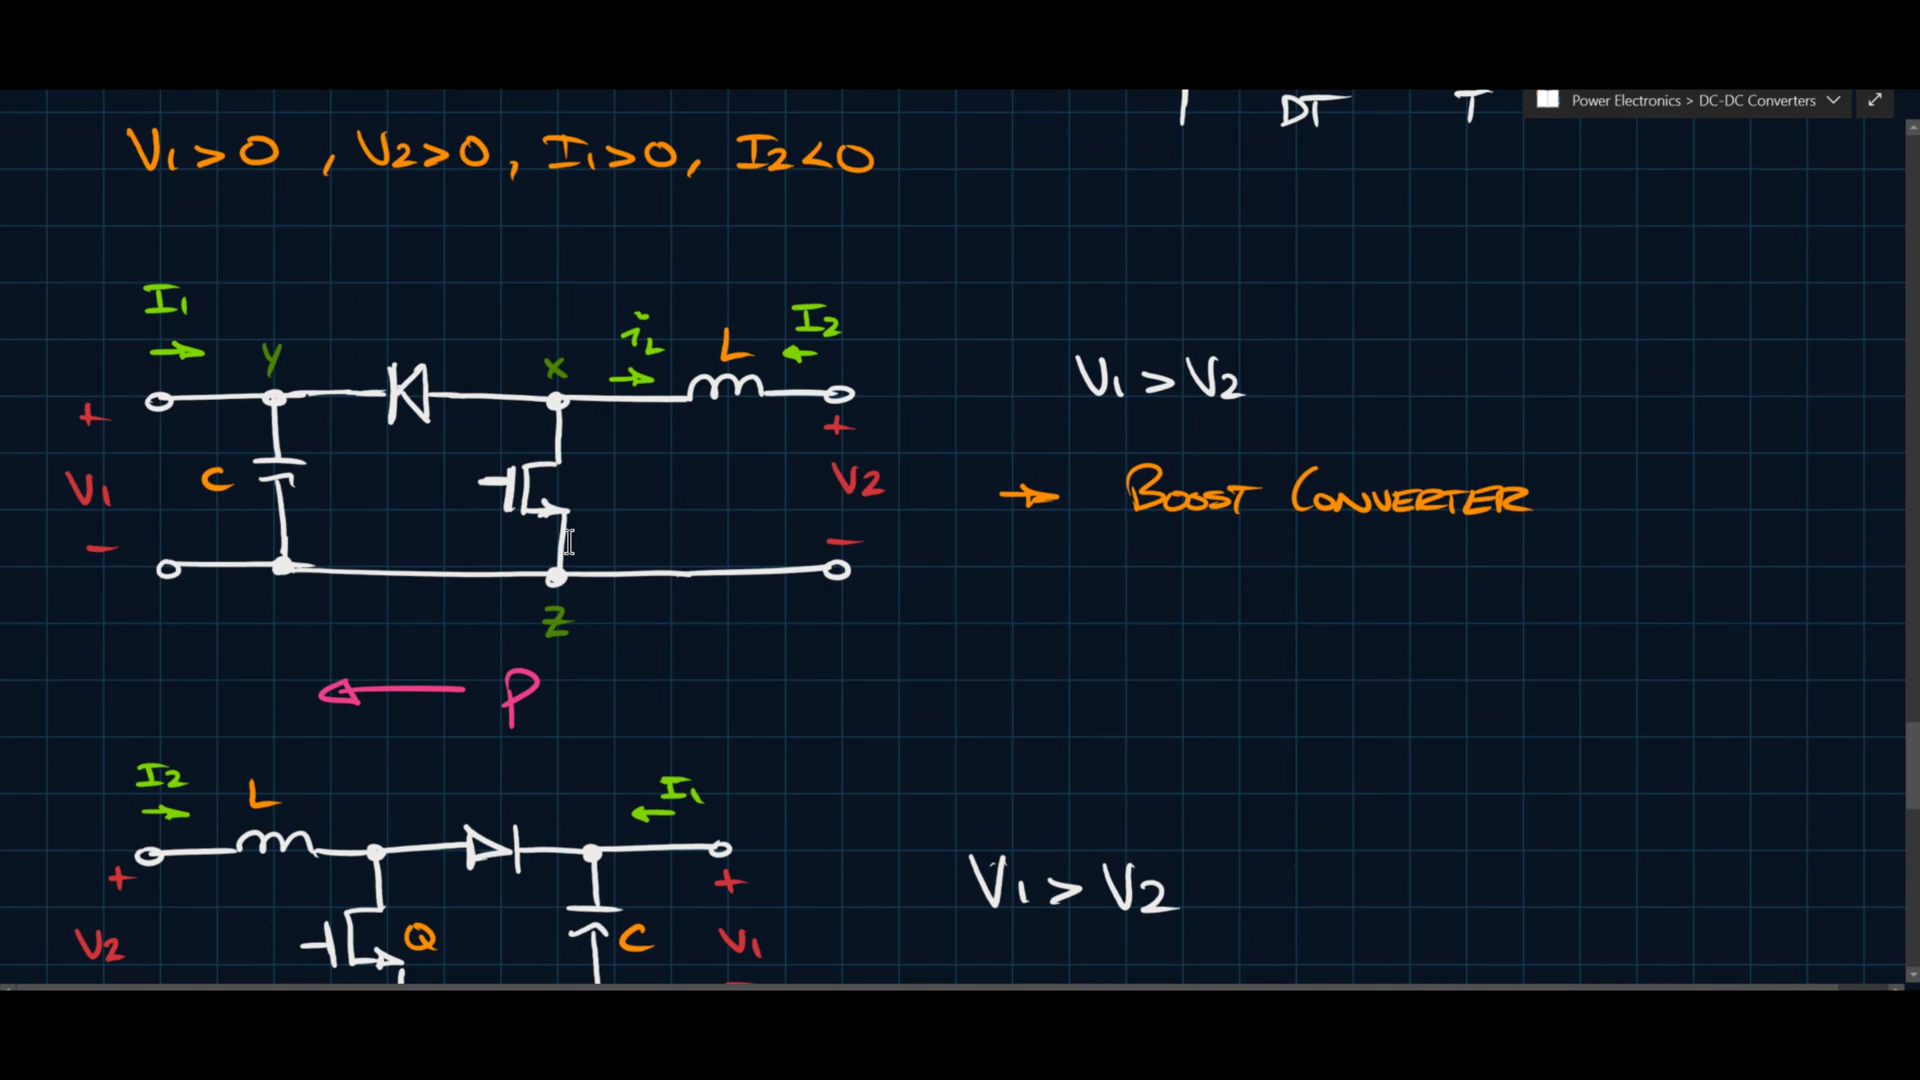 DT T
Power Electronics > DC-DC Converters
V1 > 0 , V2 > 0 , I1 > 0 , I2 < 0
I1
Y
X
iL
L
I2
+
V1
-
C
+
V2
-
Z
V1 > V2
→ BOOST CONVERTER
P
I2
L
I1
+
V2
Q
C
+
V1
V1 > V2